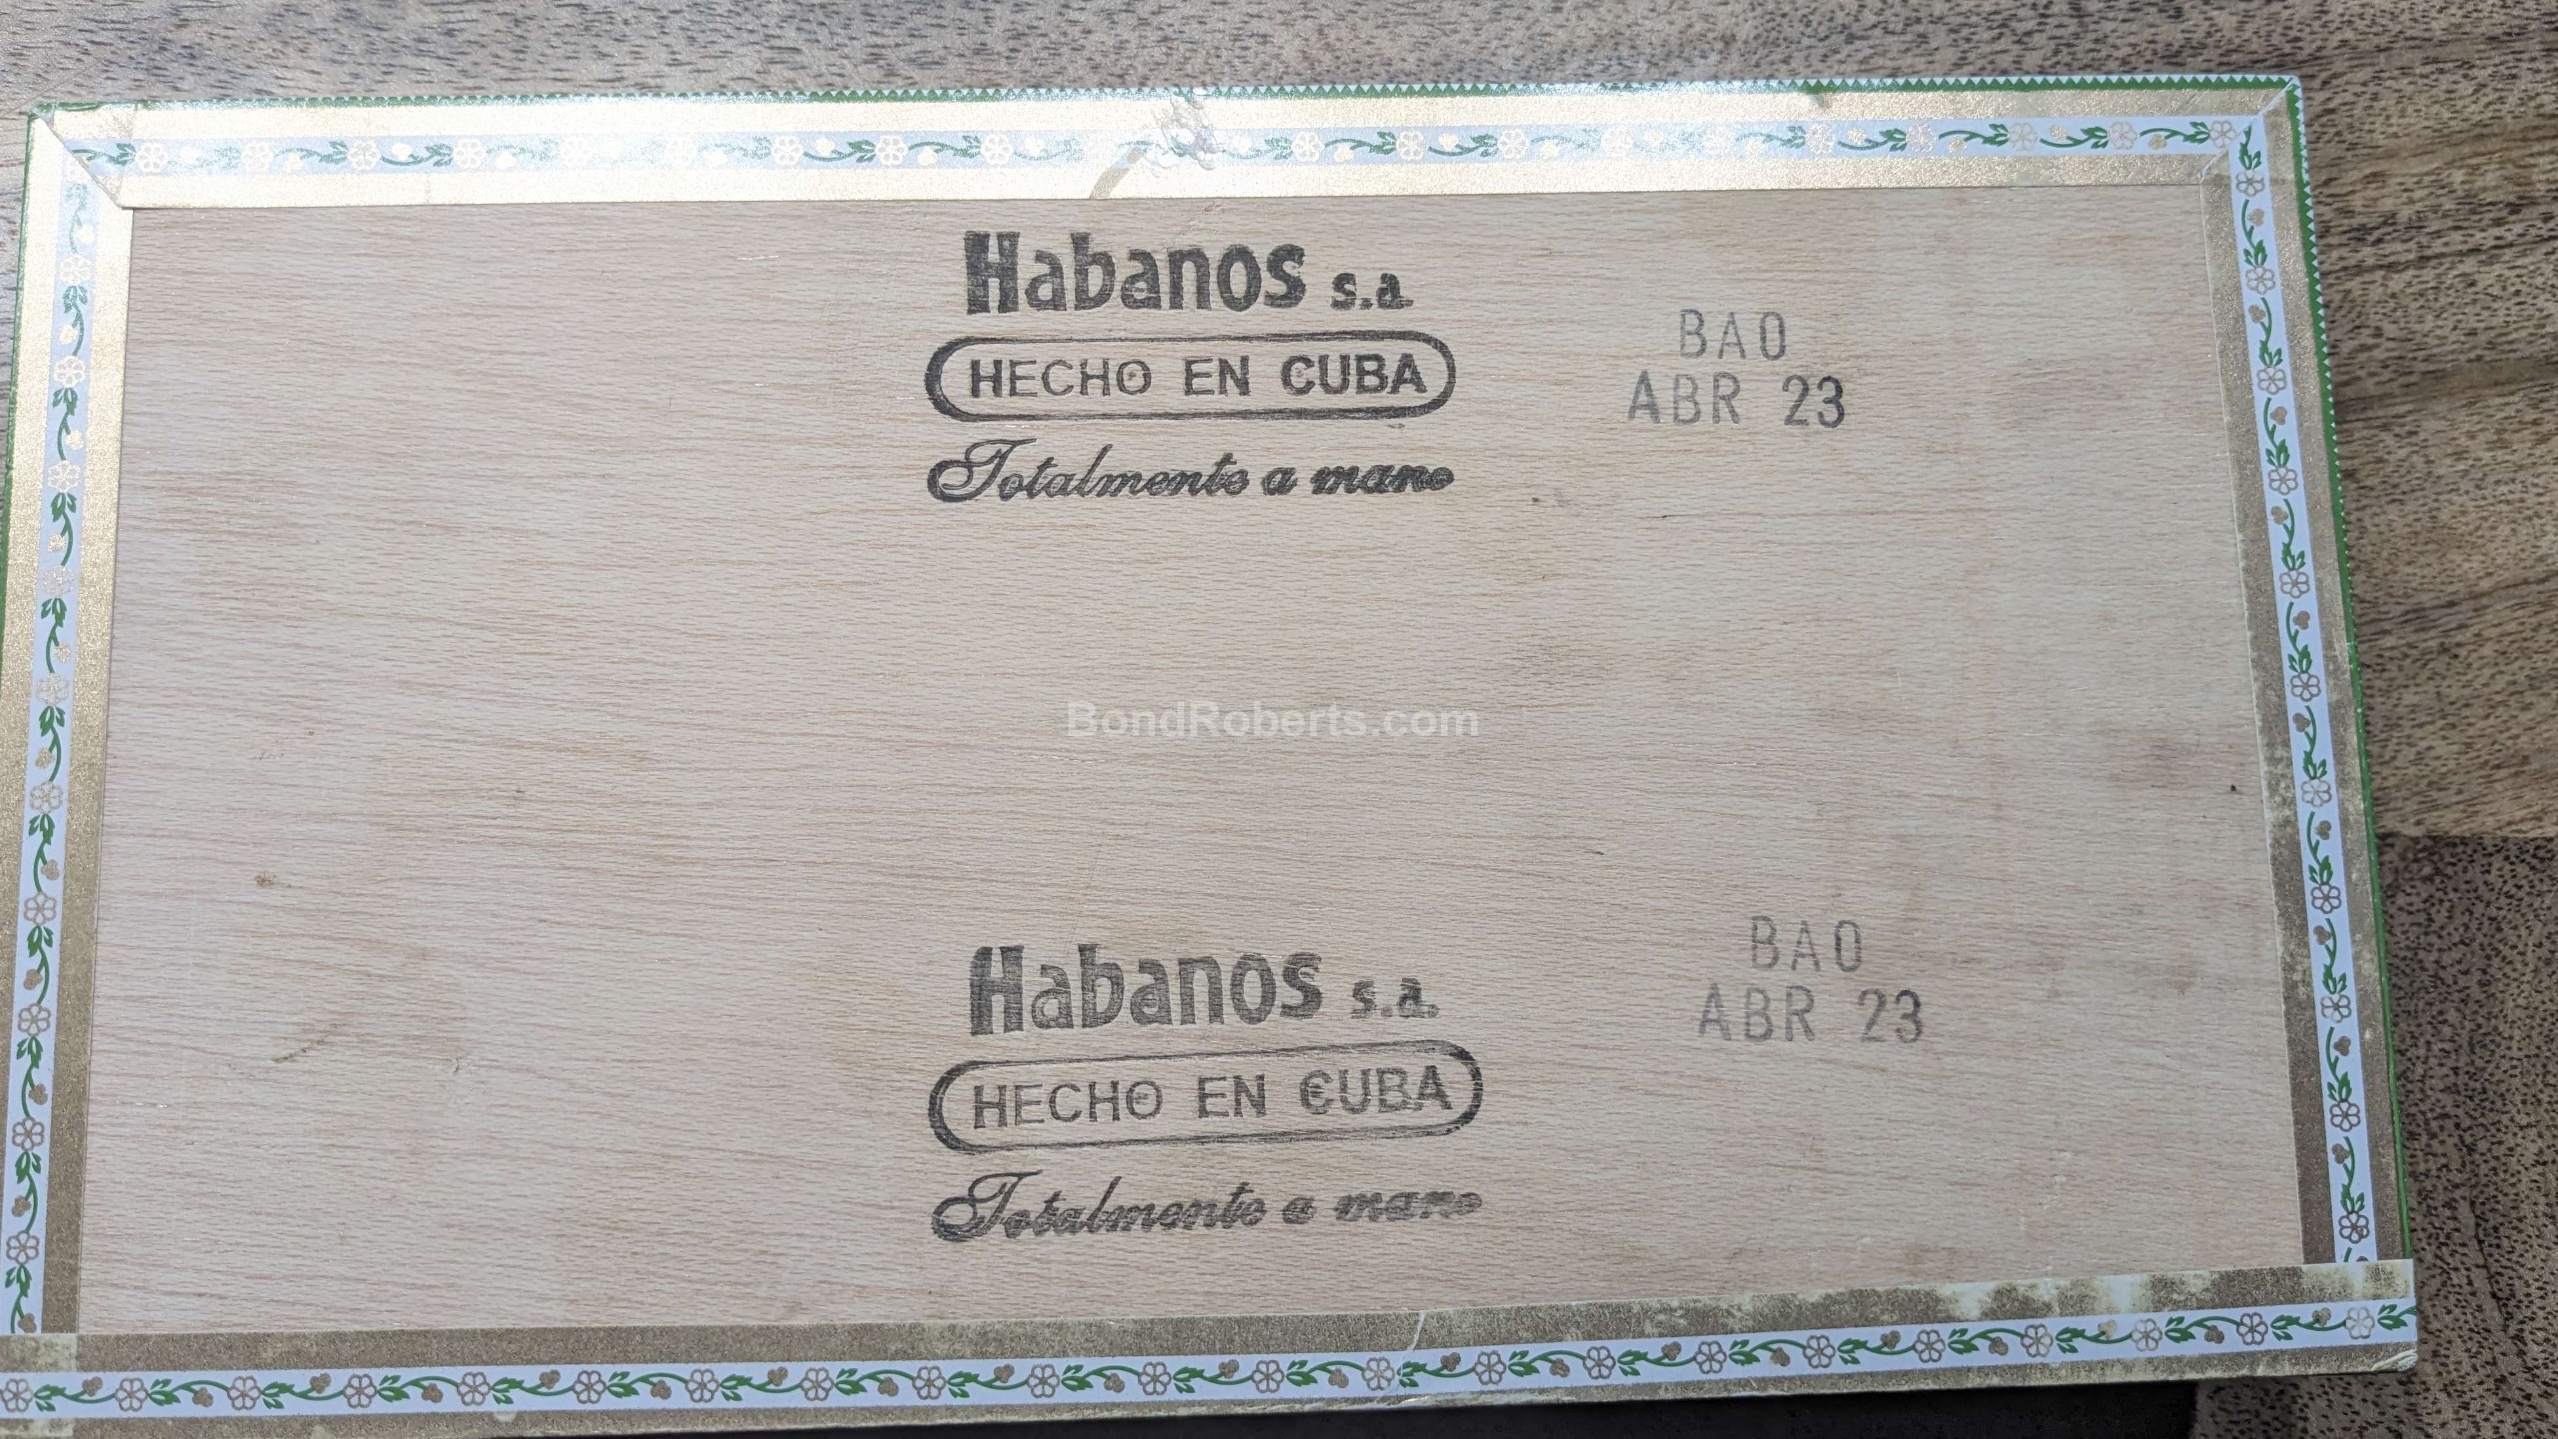 Habanos s.a.
HECHO EN CUBA
Totalmente a mano
BAO
ABR 23
BondRoberts.com
Habanos s.a.
HECHO EN CUBA
Totalmente a mano
BAO
ABR 23